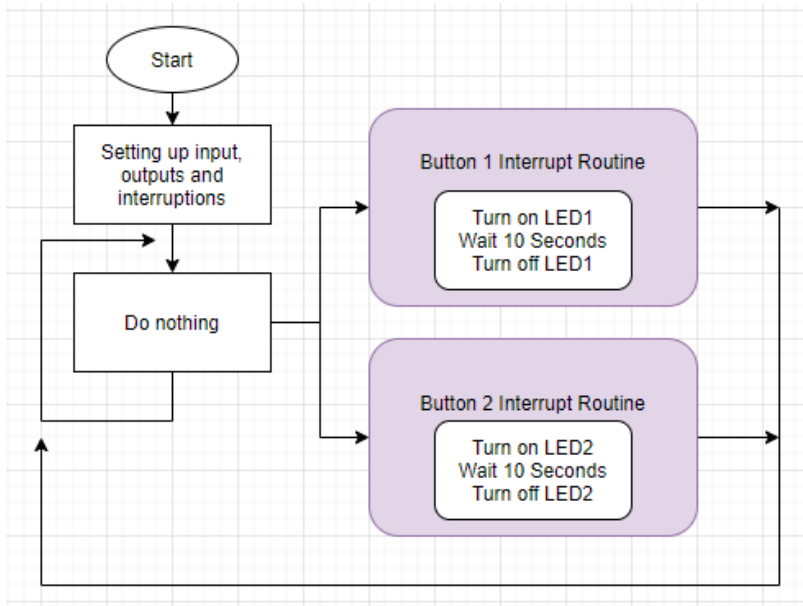 Start
Setting up input,
outputs and
interruptions
Do nothing
Button 1 Interrupt Routine
Turn on LED1
Wait 10 Seconds
Turn off LED1
Button 2 Interrupt Routine
Turn on LED2
Wait 10 Seconds
Turn off LED2